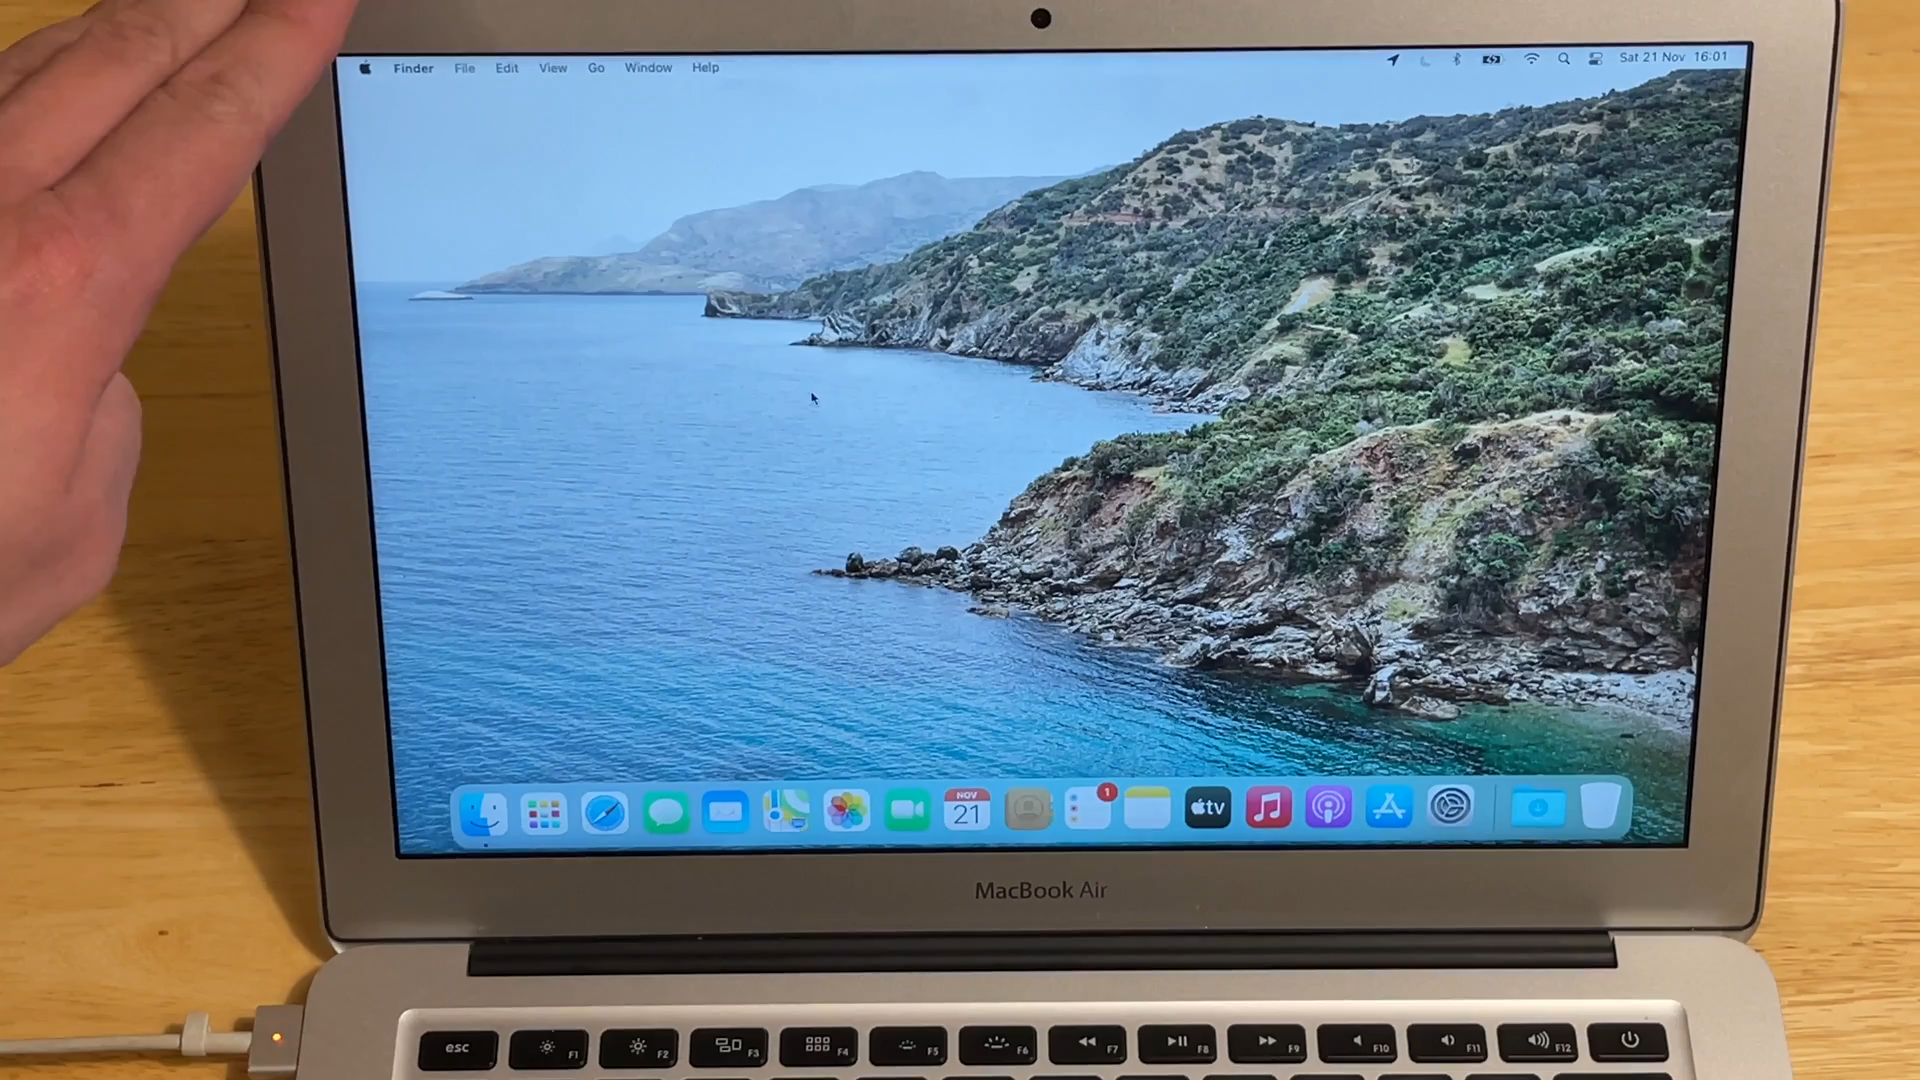 Finder File Edit View Go Window Help Sat 21 Nov 16:01
NOV
21
1
tv
MacBook Air
esc F1 F2 F3 F4 F5 F6 F7 F8 F9 F10 F11 F12